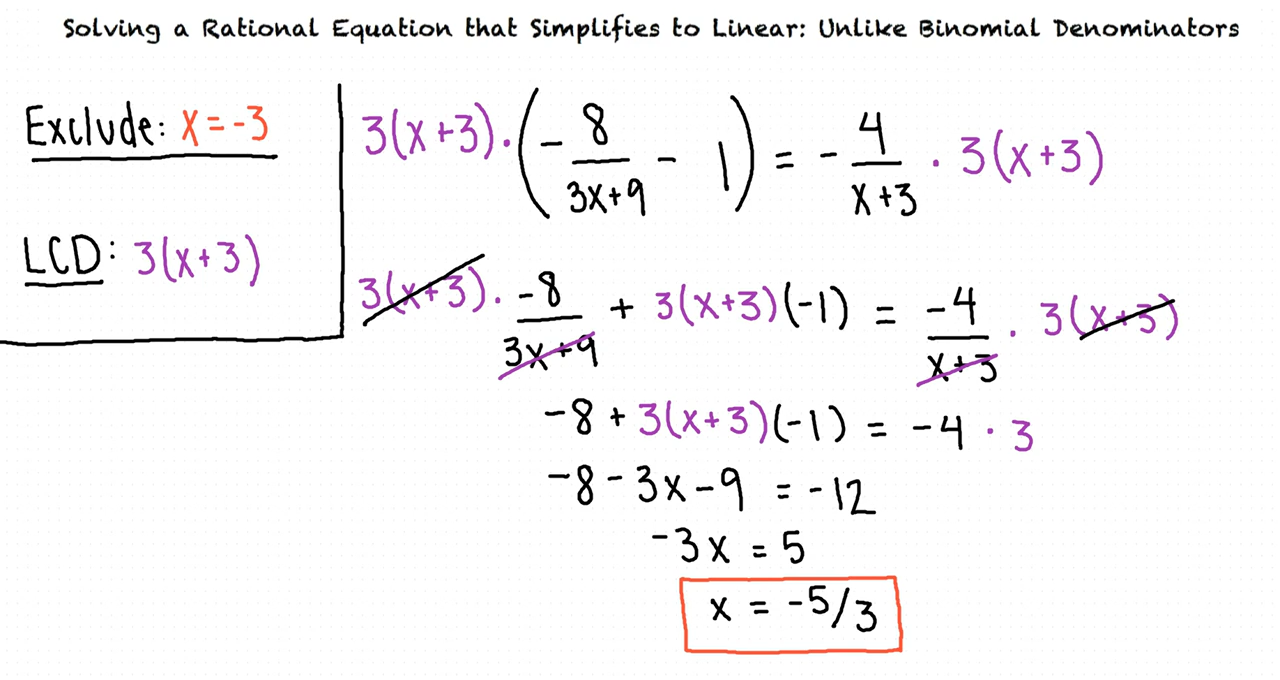 Solving a Rational Equation that Simplifies to Linear: Unlike Binomial Denominators
Exclude: x = -3
LCD: 3(x+3)
3(x+3) · (- 8/(3x+9) - 1) = - 4/(x+3) · 3(x+3)
3(x+3) · -8/(3x+9) + 3(x+3)(-1) = -4/(x+3) · 3(x+3)
-8 + 3(x+3)(-1) = -4 · 3
-8 - 3x - 9 = -12
-3x = 5
x = -5/3